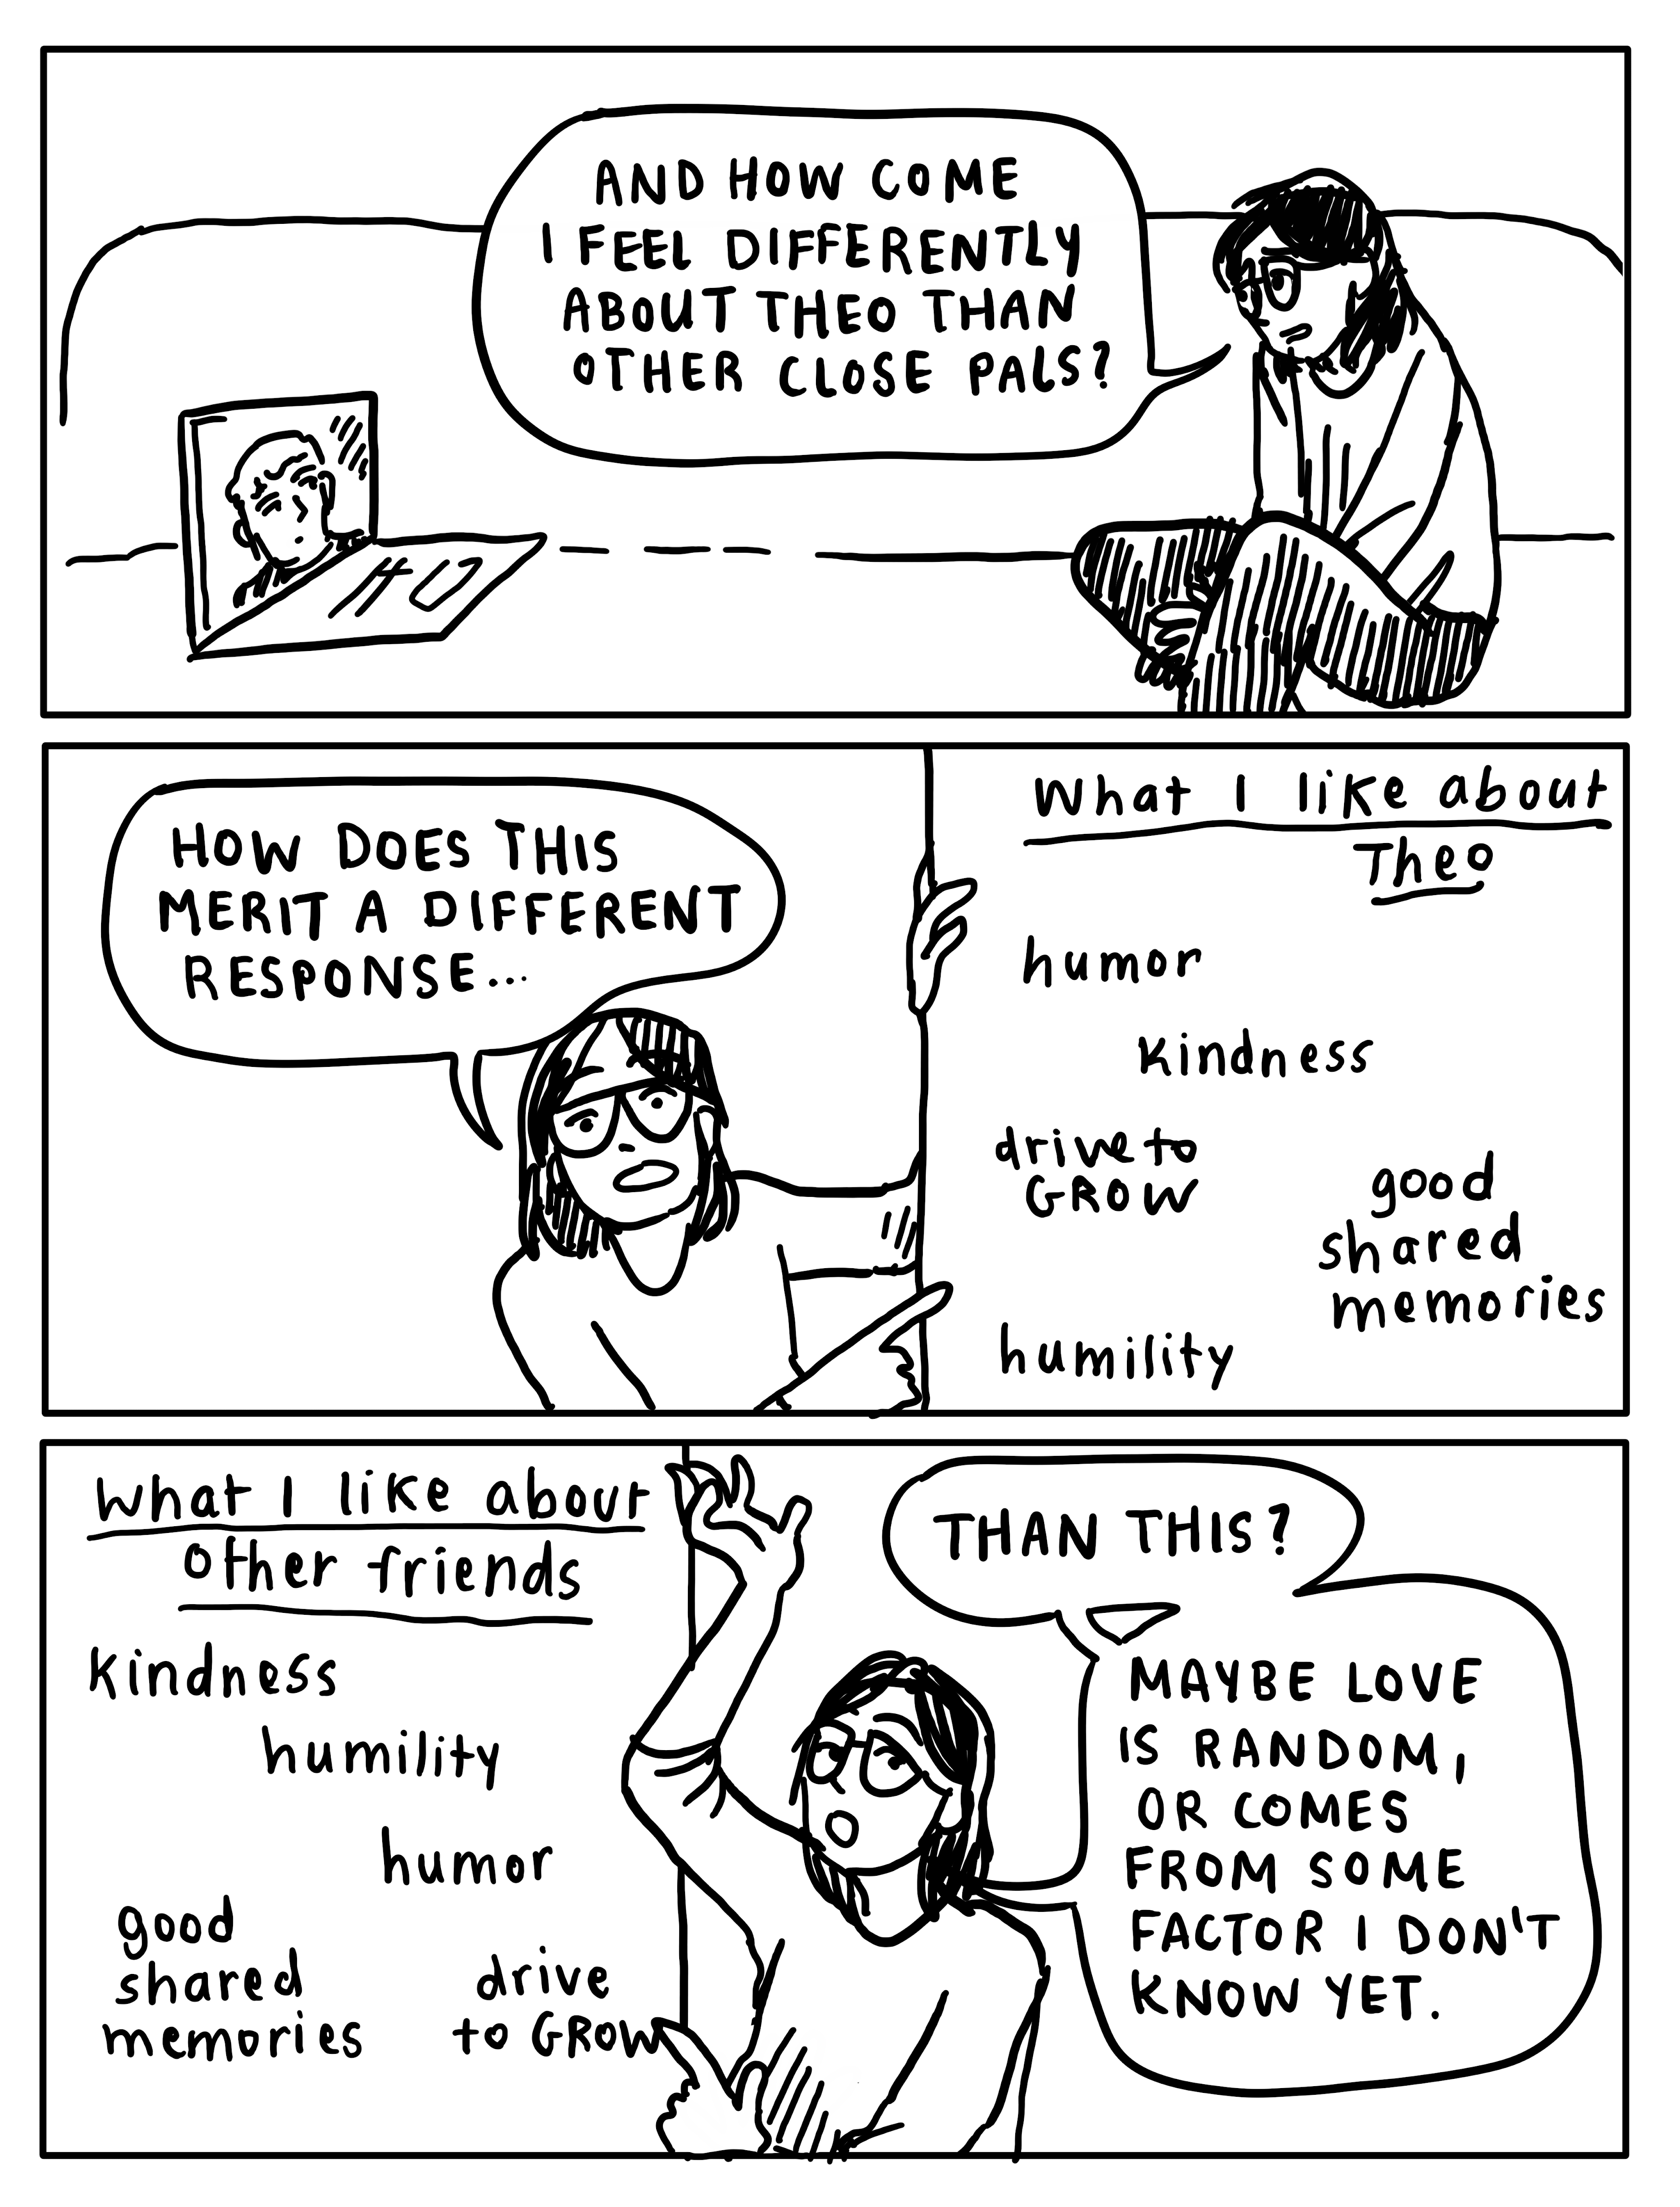 AND HOW COME
I FEEL DIFFERENTLY
ABOUT THEO THAN
OTHER CLOSE PALS?
HOW DOES THIS
MERIT A DIFFERENT
RESPONSE...
What I like about
Theo
humor
kindness
drive to
GROW
good
shared
memories
humility
What I like about
other friends
kindness
humility
humor
good
shared
memories
drive
to GROW
THAN THIS?
MAYBE LOVE
IS RANDOM,
OR COMES
FROM SOME
FACTOR I DON'T
KNOW YET.